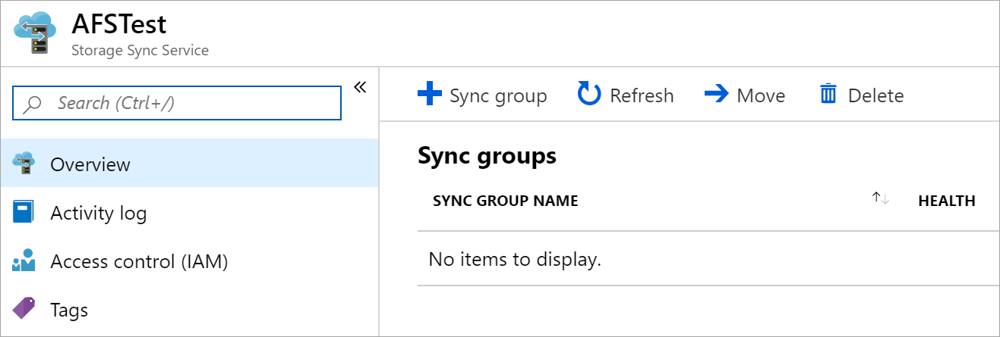 AFSTest
Storage Sync Service
Search (Ctrl+/)
Overview
Activity log
Access control (IAM)
Tags
Sync group
Refresh
Move
Delete
Sync groups
SYNC GROUP NAME
HEALTH
No items to display.